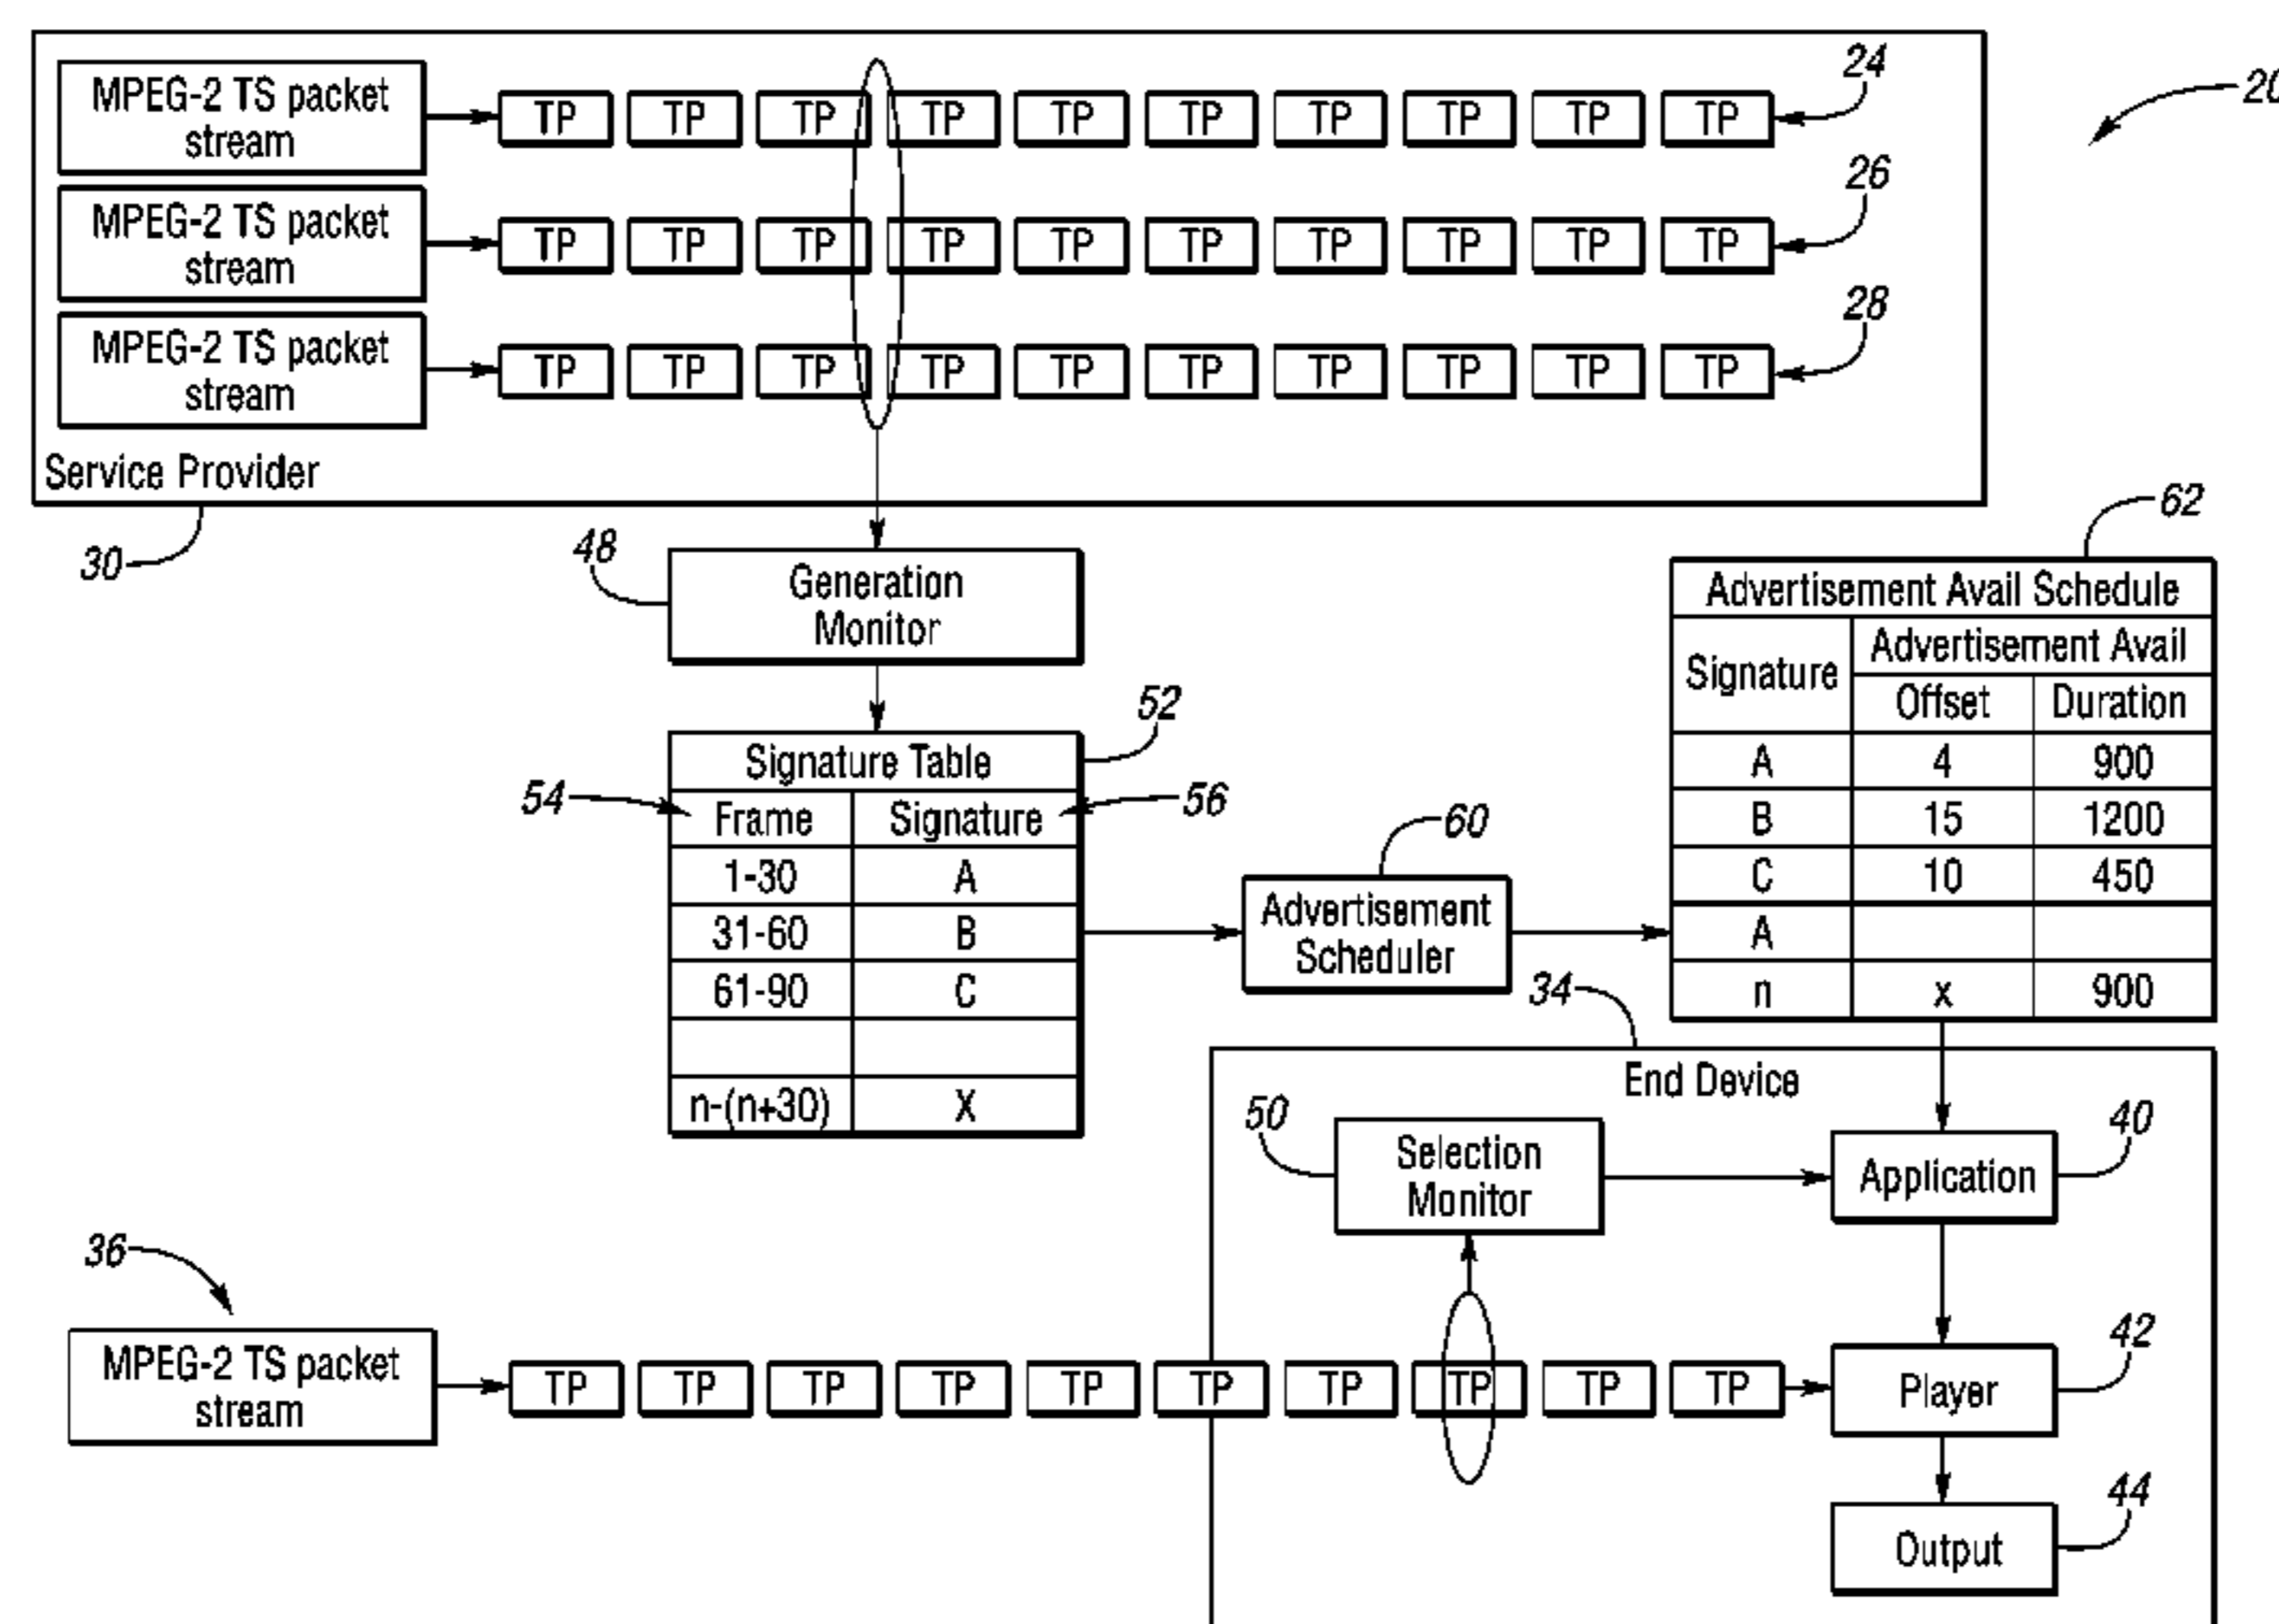 MPEG-2 TS packet
stream
TP TP TP TP TP TP TP TP TP TP
24
20
MPEG-2 TS packet
stream
TP TP TP TP TP TP TP TP TP TP
26
MPEG-2 TS packet
stream
TP TP TP TP TP TP TP TP TP TP
28
Service Provider
30
48
Generation
Monitor
62
Advertisement Avail Schedule
Signature
Advertisement Avail
Offset Duration
A 4 900
B 15 1200
C 10 450
A
n x 900
52
Signature Table
54
Frame Signature
56
1-30 A
31-60 B
61-90 C
n-(n+30) X
60
Advertisement
Scheduler
34
End Device
50
Selection
Monitor
Application
40
36
MPEG-2 TS packet
stream
TP TP TP TP TP TP TP TP TP TP
Player
42
Output
44